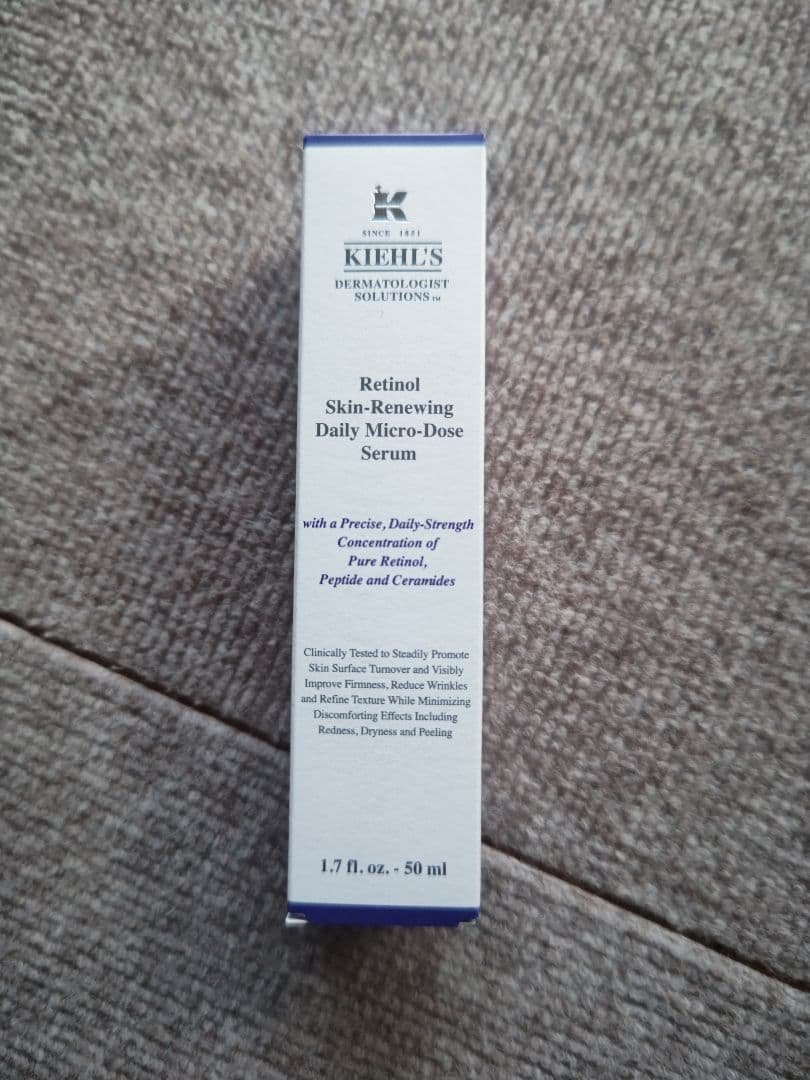 K
SINCE 1851
KIEHL'S
DERMATOLOGIST
SOLUTIONS™
Retinol
Skin-Renewing
Daily Micro-Dose
Serum
with a Precise, Daily-Strength
Concentration of
Pure Retinol,
Peptide and Ceramides
Clinically Tested to Steadily Promote
Skin Surface Turnover and Visibly
Improve Firmness, Reduce Wrinkles
and Refine Texture While Minimizing
Discomforting Effects Including
Redness, Dryness and Peeling
1.7 fl. oz. - 50 ml